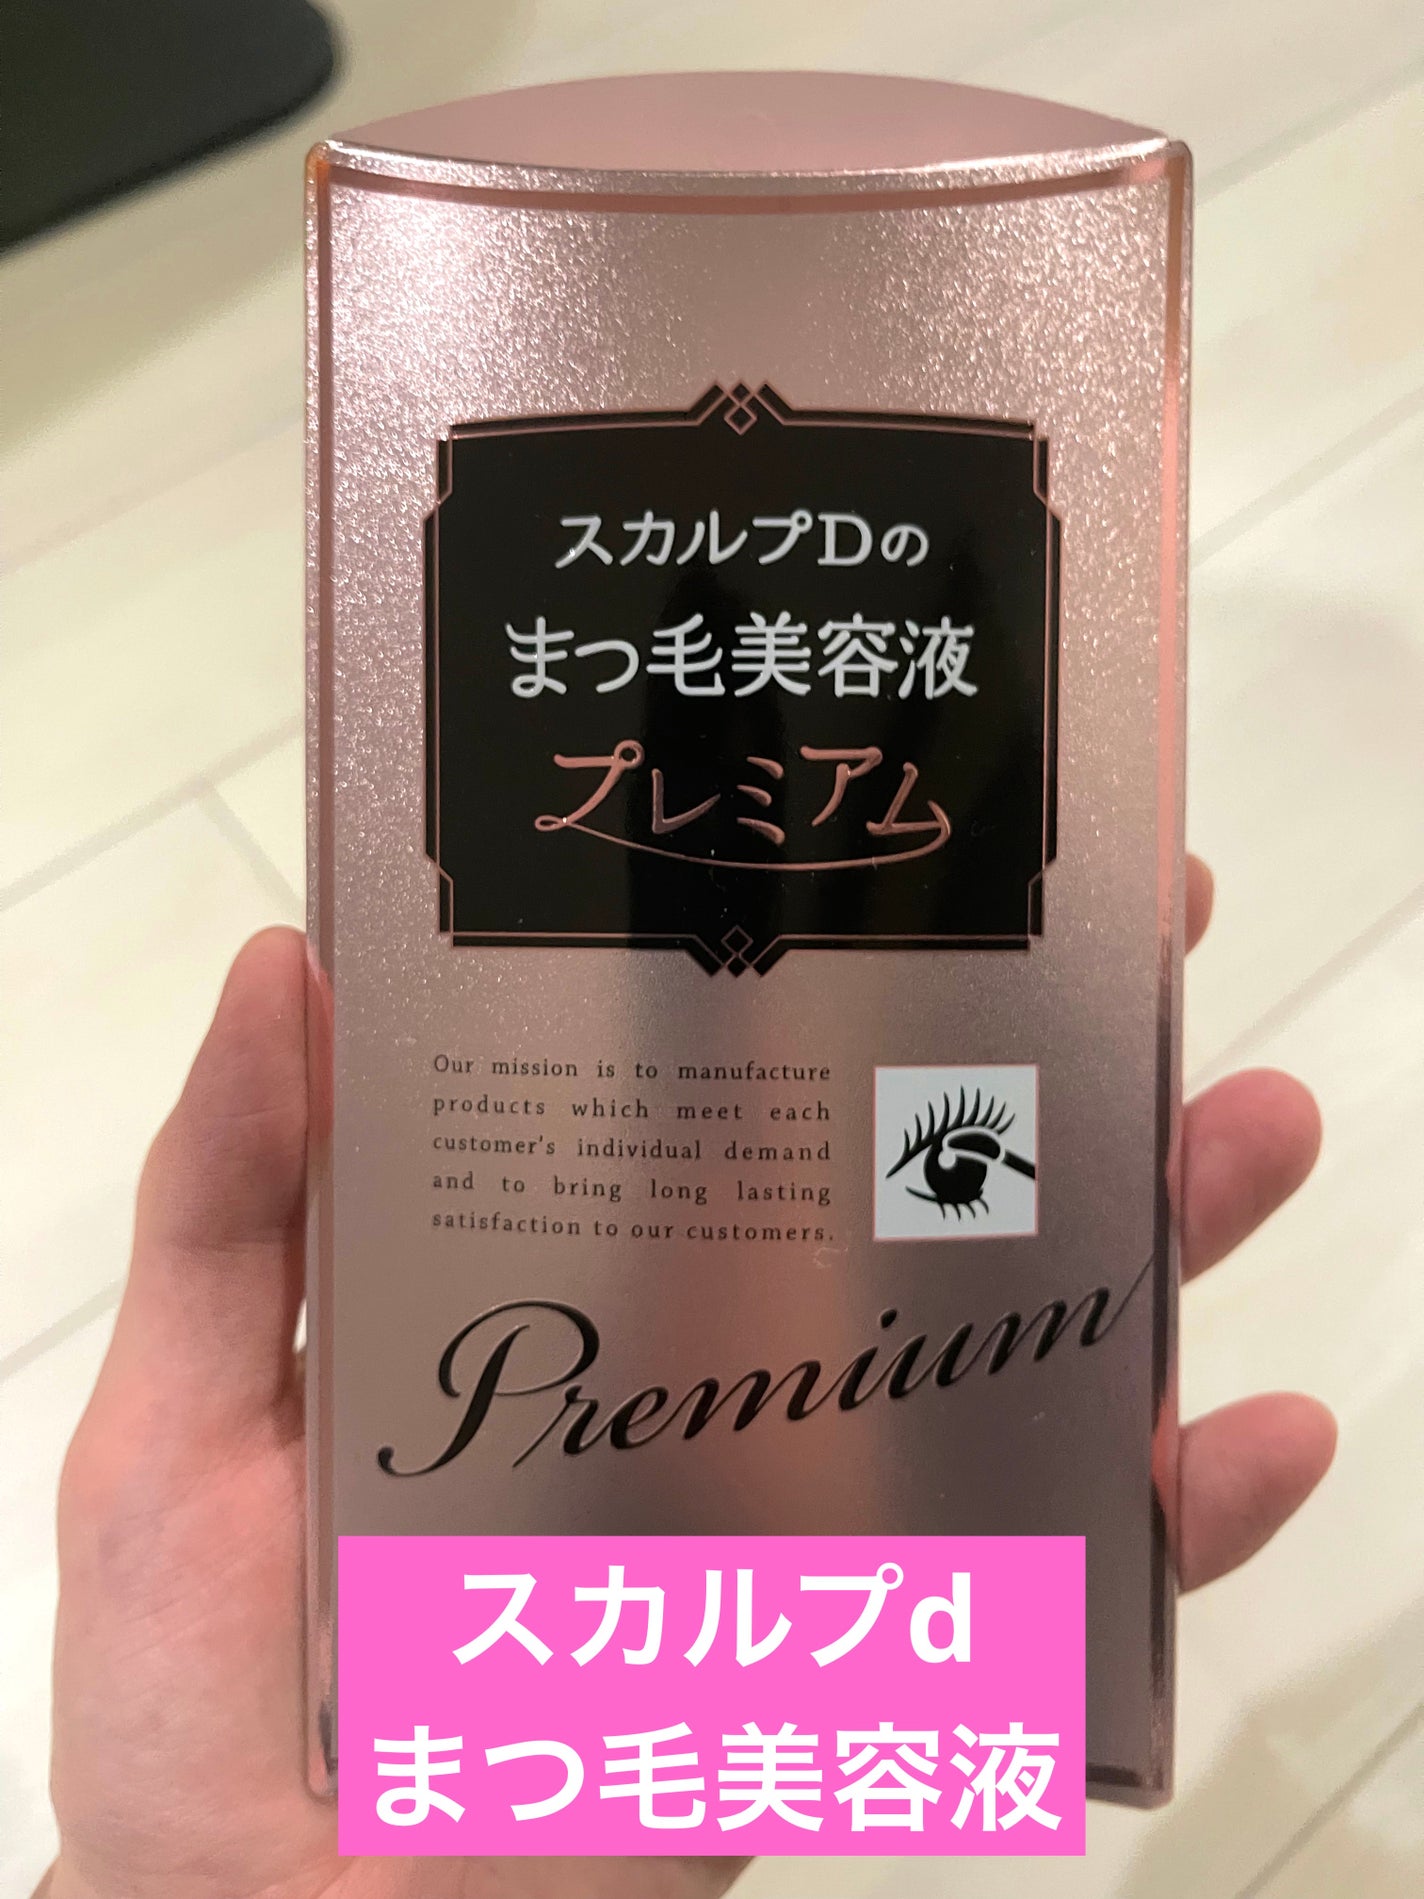 スカルプDの
まつ毛美容液
プレミアム
Our mission is to manufacture
products which meet each
customer's individual demand
and to bring long lasting
satisfaction to our customers.
Premium
スカルプd
まつ毛美容液